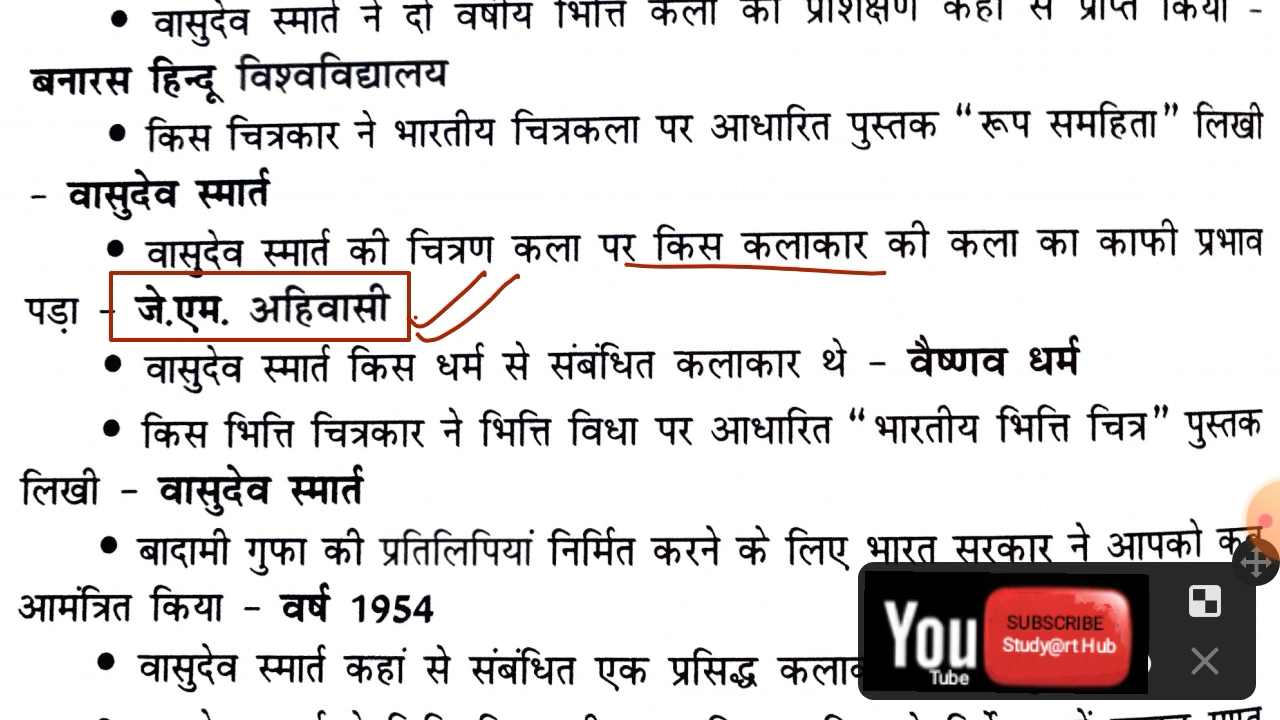 • वासुदेव स्मार्त ने दो वर्षीय भित्ति कला का प्रशिक्षण कहां से प्राप्त किया -
बनारस हिन्दू विश्वविद्यालय
• किस चित्रकार ने भारतीय चित्रकला पर आधारित पुस्तक “रूप समहिता” लिखी
- वासुदेव स्मार्त
• वासुदेव स्मार्त की चित्रण कला पर किस कलाकार की कला का काफी प्रभाव
पड़ा - जे.एम. अहिवासी
• वासुदेव स्मार्त किस धर्म से संबंधित कलाकार थे - वैष्णव धर्म
• किस भित्ति चित्रकार ने भित्ति विधा पर आधारित “भारतीय भित्ति चित्र” पुस्तक
लिखी - वासुदेव स्मार्त
• बादामी गुफा की प्रतिलिपियां निर्मित करने के लिए भारत सरकार ने आपको कब
आमंत्रित किया - वर्ष 1954
• वासुदेव स्मार्त कहां से संबंधित एक प्रसिद्ध
You
Tube
SUBSCRIBE
Study@rt Hub